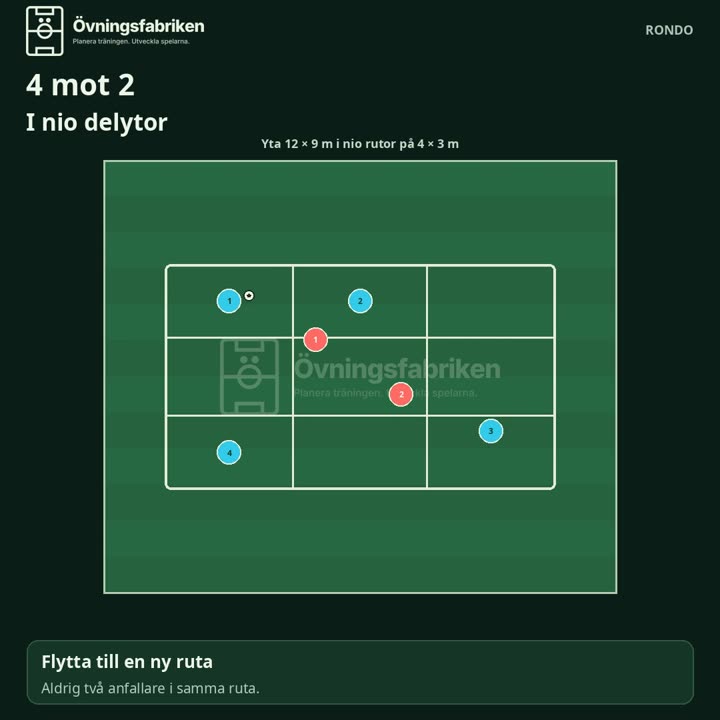 Övningsfabriken
Planera träningen. Utveckla spelarna.
RONDO
4 mot 2
I nio delytor
Yta 12 × 9 m i nio rutor på 4 × 3 m
1
2
1
Övningsfabriken
Planera träningen. kla spelarna.
2
3
4
Flytta till en ny ruta
Aldrig två anfallare i samma ruta.